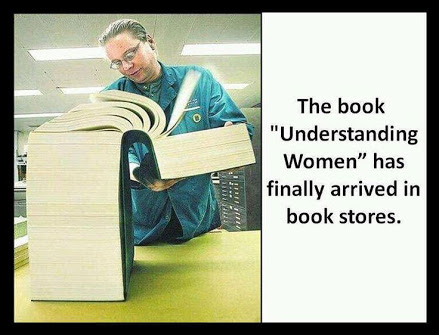 The book
"Understanding
Women” has
finally arrived in
book stores.